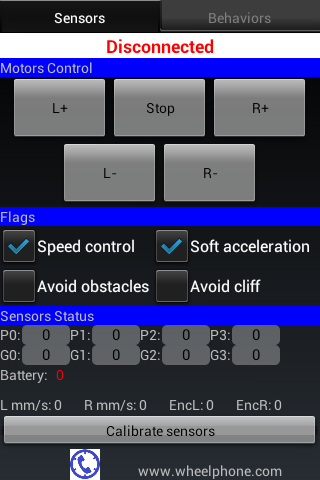 Sensors Behaviors
Disconnected
Motors Control
L+ Stop R+
L- R-
Flags
Speed control Soft acceleration
Avoid obstacles Avoid cliff
Sensors Status
P0: 0 P1: 0 P2: 0 P3: 0
G0: 0 G1: 0 G2: 0 G3: 0
Battery: 0
L mm/s: 0 R mm/s: 0 EncL: 0 EncR: 0
Calibrate sensors
www.wheelphone.com